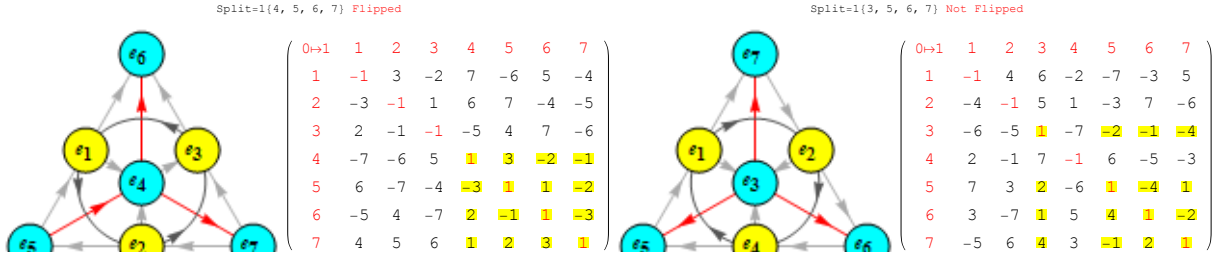 Split=1{4, 5, 6, 7} Flipped
e6
e1 e3
e4
e5 e2 e7
0↦1 1 2 3 4 5 6 7
1 -1 3 -2 7 -6 5 -4
2 -3 -1 1 6 7 -4 -5
3 2 -1 -1 -5 4 7 -6
4 -7 -6 5 1 3 -2 -1
5 6 -7 -4 -3 1 1 -2
6 -5 4 -7 2 -1 1 -3
7 4 5 6 1 2 3 1
Split=1{3, 5, 6, 7} Not Flipped
e7
e1 e2
e3
e5 e4 e6
0↦1 1 2 3 4 5 6 7
1 -1 4 6 -2 -7 -3 5
2 -4 -1 5 1 -3 7 -6
3 -6 -5 1 -7 -2 -1 -4
4 2 -1 7 -1 6 -5 -3
5 7 3 2 -6 1 -4 1
6 3 -7 1 5 4 1 -2
7 -5 6 4 3 -1 2 1